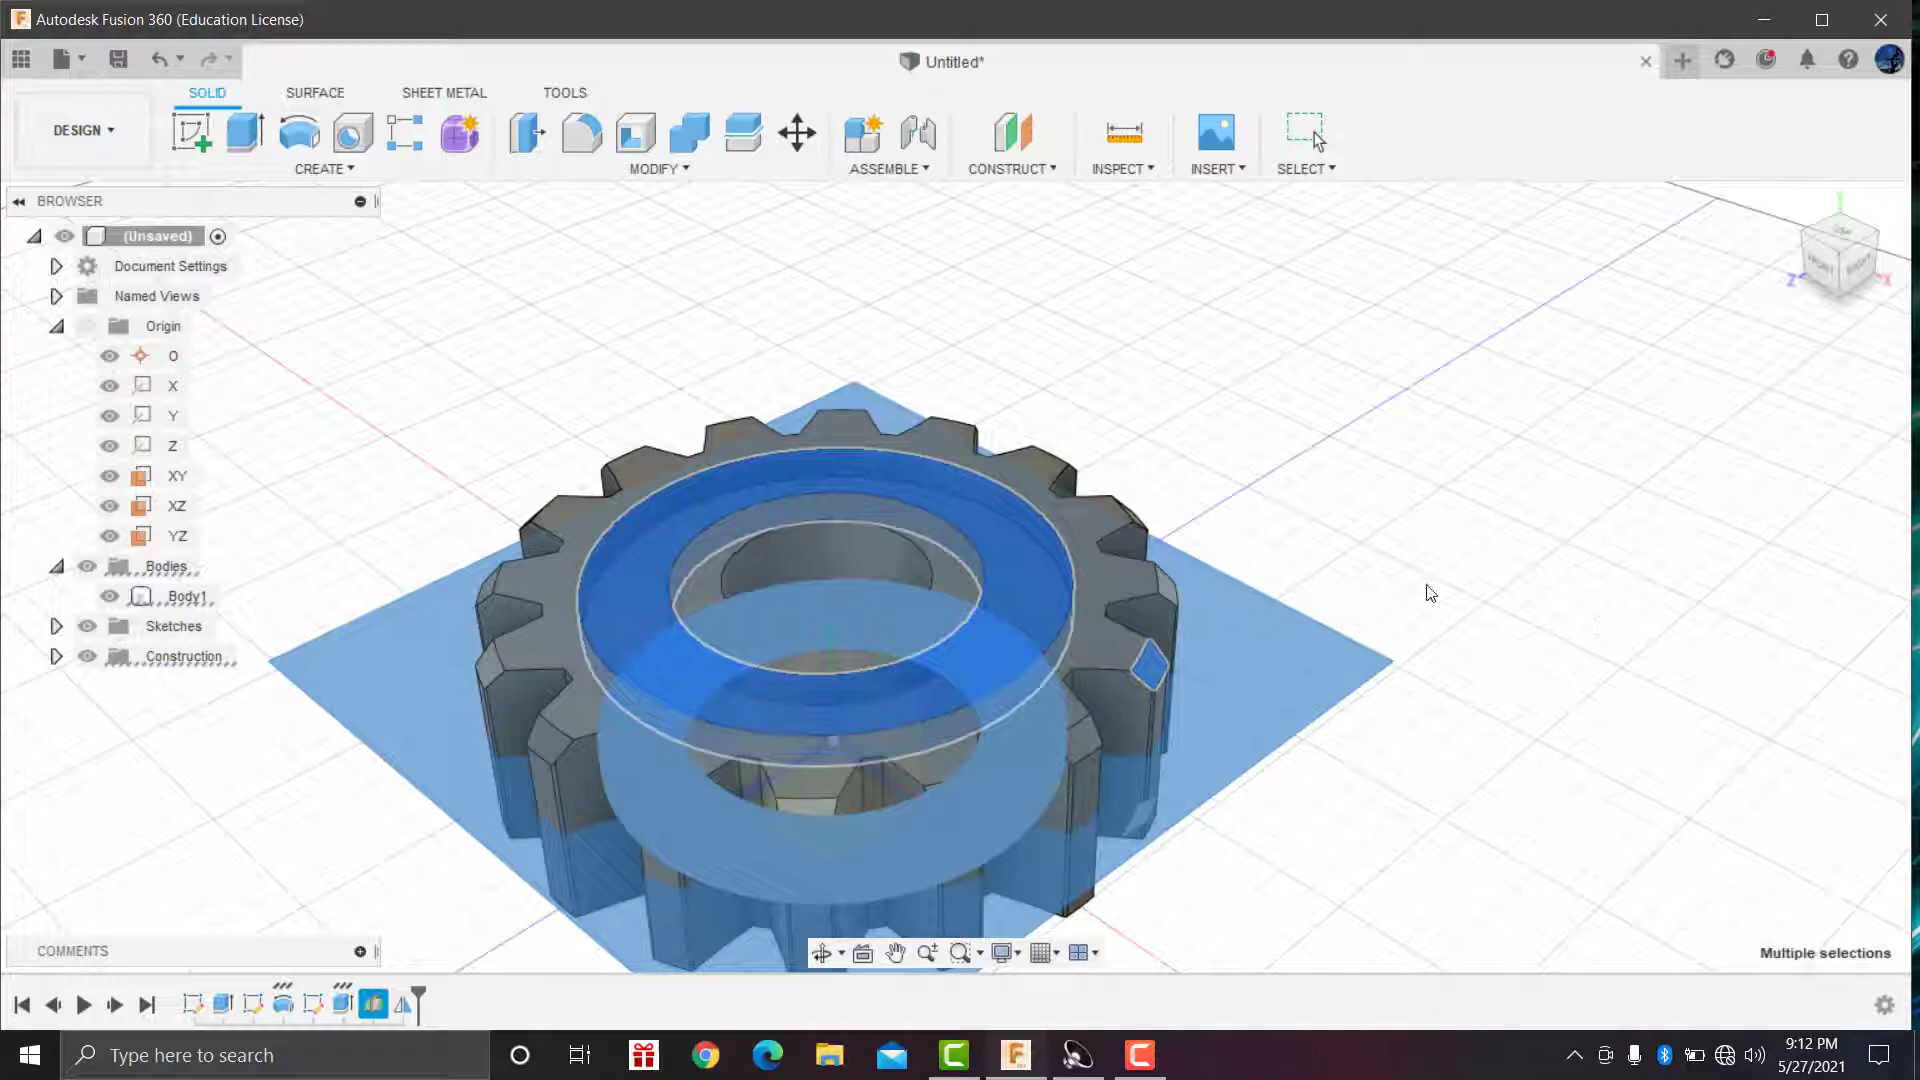 Autodesk Fusion 360 (Education License)
Untitled*
SOLID
SURFACE
SHEET METAL
TOOLS
DESIGN
CREATE
MODIFY
ASSEMBLE
CONSTRUCT
INSPECT
INSERT
SELECT
BROWSER
(Unsaved)
Document Settings
Named Views
Origin
O
X
Y
Z
XY
XZ
YZ
Bodies
Body1
Sketches
Construction
FRONT
RIGHT
Z
X
COMMENTS
Multiple selections
Type here to search
9:12 PM
5/27/2021